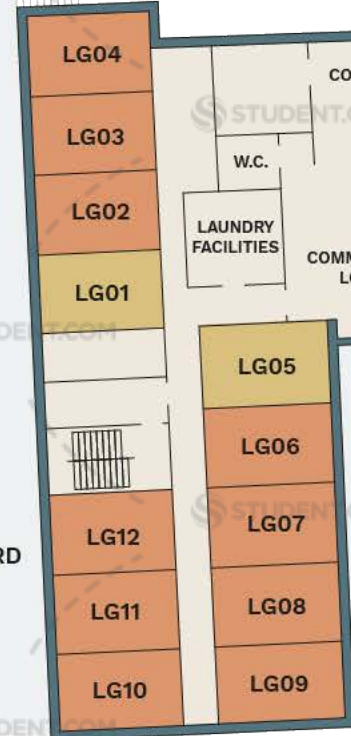 LG04
CO
STUDENT.C
LG03
W.C.
LG02
LAUNDRY
FACILITIES
COMM
LO
LG01
DENT.COM
LG05
LG06
STUDENT.
LG07
LG12
RD
LG08
LG11
LG09
LG10
DENT.COM